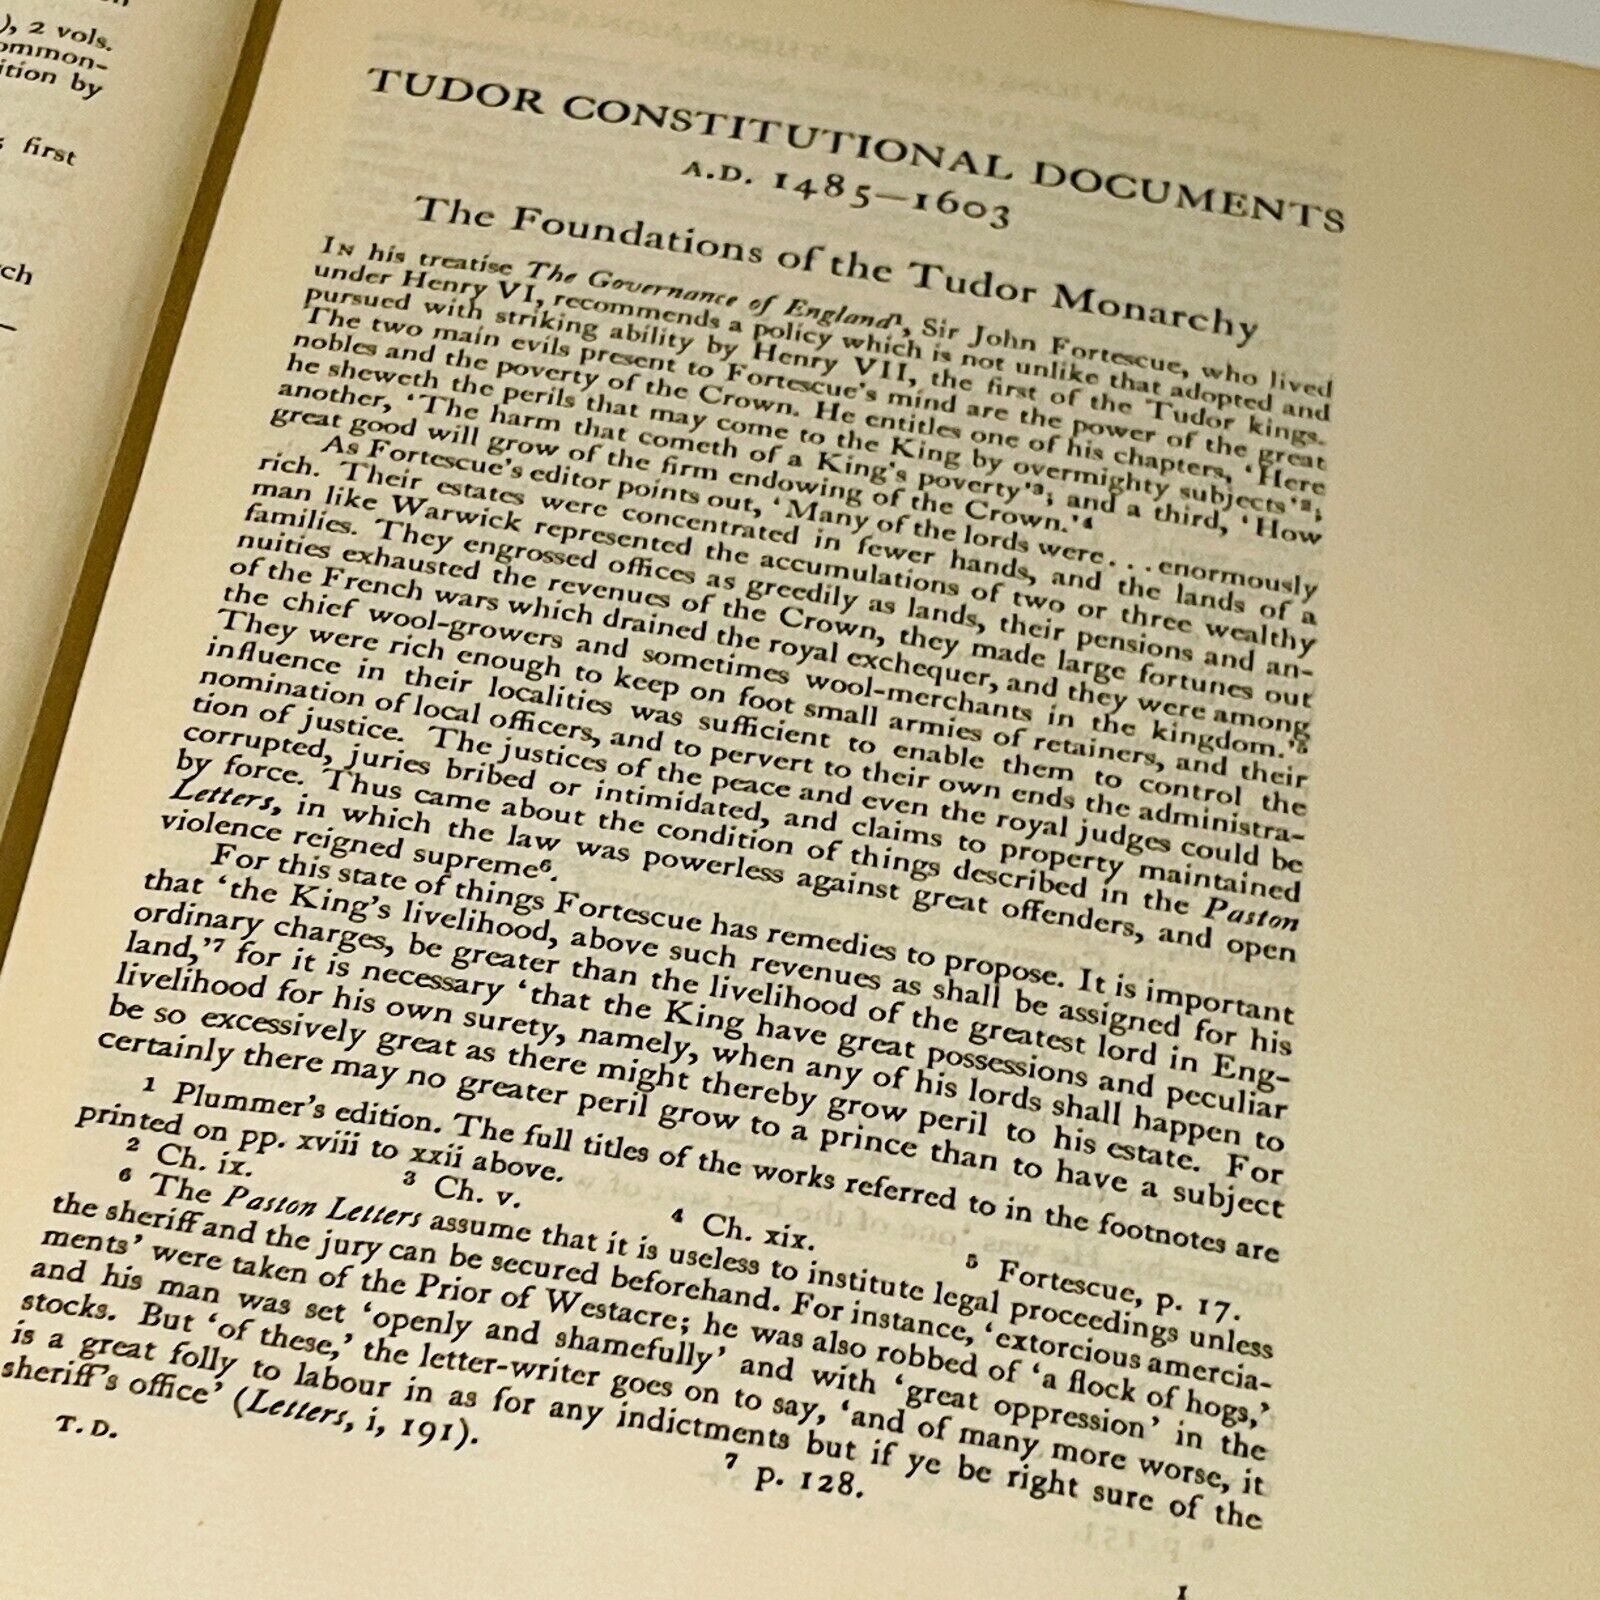 ), 2 vols.
ommon-
ition by
first
ch
TUDOR CONSTITUTIONAL DOCUMENTS
A.D. 1485—1603
The Foundations of the Tudor Monarchy
IN his treatise The Governance of England¹, Sir John Fortescue, who lived
under Henry VI, recommends a policy which is not unlike that adopted and
pursued with striking ability by Henry VII, the first of the Tudor kings.
The two main evils present to Fortescue's mind are the power of the great
nobles and the poverty of the Crown. He entitles one of his chapters, 'Here
he sheweth the perils that may come to the King by overmighty subjects'²;
another, 'The harm that cometh of a King's poverty'³; and a third, 'How
great good will grow of the firm endowing of the Crown.'⁴
As Fortescue's editor points out, 'Many of the lords were...enormously
rich. Their estates were concentrated in fewer hands, and the lands of a
man like Warwick represented the accumulations of two or three wealthy
families. They engrossed offices as greedily as lands, their pensions and an-
nuities exhausted the revenues of the Crown, they made large fortunes out
of the French wars which drained the royal exchequer, and they were among
the chief wool-growers and sometimes wool-merchants in the kingdom.'⁵
They were rich enough to keep on foot small armies of retainers, and their
influence in their localities was sufficient to enable them to control the
nomination of local officers, and to pervert to their own ends the administra-
tion of justice. The justices of the peace and even the royal judges could be
corrupted, juries bribed or intimidated, and claims to property maintained
by force. Thus came about the condition of things described in the Paston
Letters, in which the law was powerless against great offenders, and open
violence reigned supreme⁶.
For this state of things Fortescue has remedies to propose. It is important
that 'the King's livelihood, above such revenues as shall be assigned for his
ordinary charges, be greater than the livelihood of the greatest lord in Eng-
land,'⁷ for it is necessary 'that the King have great possessions and peculiar
livelihood for his own surety, namely, when any of his lords shall happen to
be so excessively great as there might thereby grow peril to his estate. For
certainly there may no greater peril grow to a prince than to have a subject
¹ Plummer's edition. The full titles of the works referred to in the footnotes are
printed on pp. xviii to xxii above.
² Ch. ix. ³ Ch. v. ⁴ Ch. xix. ⁵ Fortescue, p. 17.
⁶ The Paston Letters assume that it is useless to institute legal proceedings unless
the sheriff and the jury can be secured beforehand. For instance, 'extorcious amercia-
ments' were taken of the Prior of Westacre; he was also robbed of 'a flock of hogs,'
and his man was set 'openly and shamefully' and with 'great oppression' in the
stocks. But 'of these,' the letter-writer goes on to say, 'and of many more worse, it
is a great folly to labour in as for any indictments but if ye be right sure of the
sheriff's office' (Letters, i, 191). ⁷ p. 128.
T.D.
1